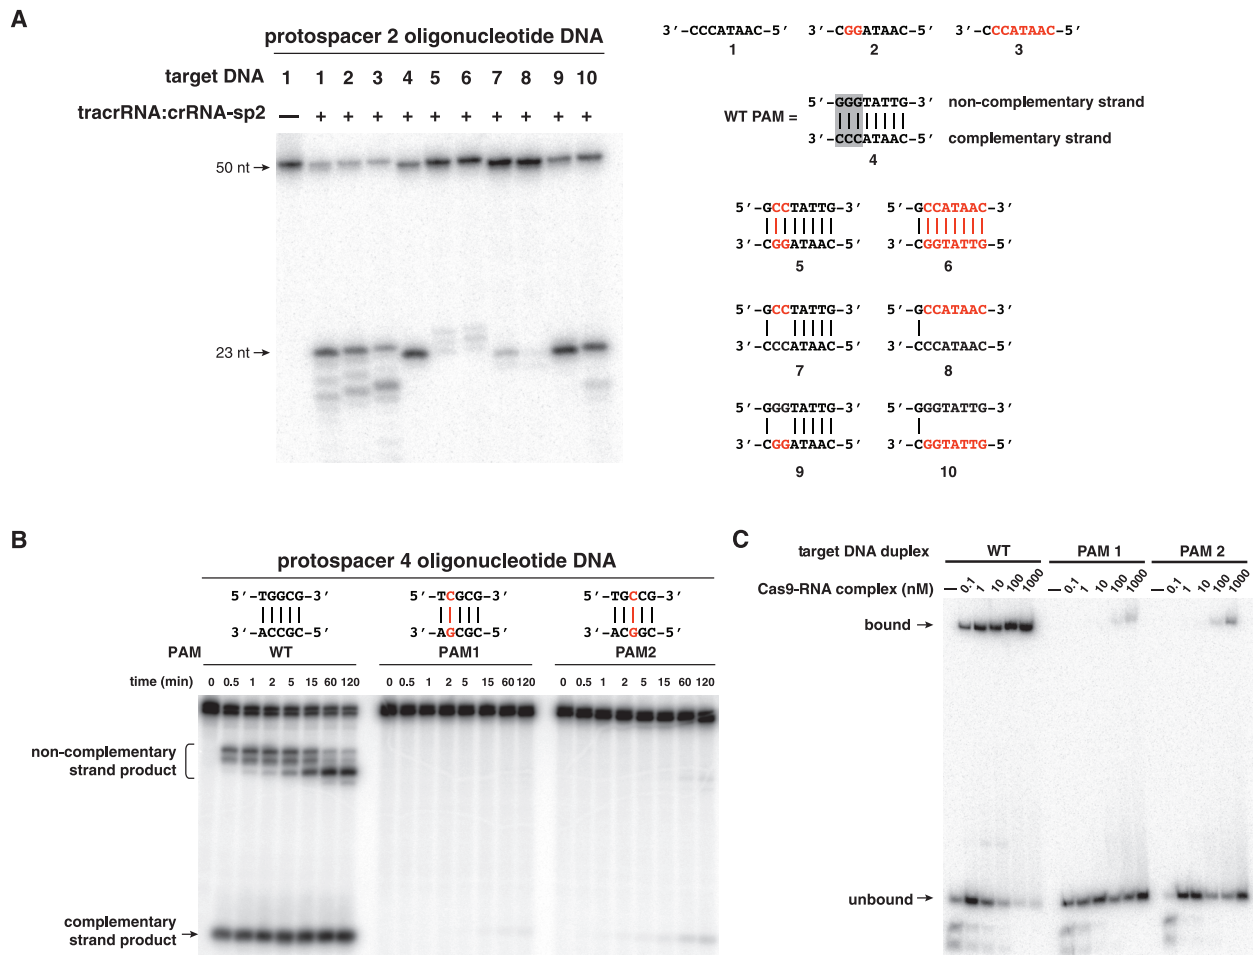 A
protospacer 2 oligonucleotide DNA
target DNA 1 1 2 3 4 5 6 7 8 9 10
tracrRNA:crRNA-sp2 — + + + + + + + + + +
50 nt
23 nt
3′-CCCATAAC-5′ 3′-CGGATAAC-5′ 3′-CCCATAAC-5′
1 2 3
5′-GGGTATTG-3′ non-complementary strand
WT PAM =
3′-CCCATAAC-5′ complementary strand
4
5′-GCCTATTG-3′ 5′-GCCATAAC-3′
3′-CGGATAAC-5′ 3′-CGGTATTG-5′
5 6
5′-GCCTATTG-3′ 5′-GCCATAAC-3′
3′-CCCATAAC-5′ 3′-CCCATAAC-5′
7 8
5′-GGGTATTG-3′ 5′-GGGTATTG-3′
3′-CGGATAAC-5′ 3′-CGGTATTG-5′
9 10
B
protospacer 4 oligonucleotide DNA
5′-TGGCG-3′ 5′-TCGCG-3′ 5′-TGCCG-3′
3′-ACCGC-5′ 3′-AGCGC-5′ 3′-ACGGC-5′
PAM WT PAM1 PAM2
time (min) 0 0.5 1 2 5 15 60 120 0 0.5 1 2 5 15 60 120 0 0.5 1 2 5 15 60 120
non-complementary
strand product
complementary
strand product
C
target DNA duplex WT PAM 1 PAM 2
Cas9-RNA complex (nM) — 0.1 1 10 100 1000 — 0.1 1 10 100 1000 — 0.1 1 10 100 1000
bound
unbound